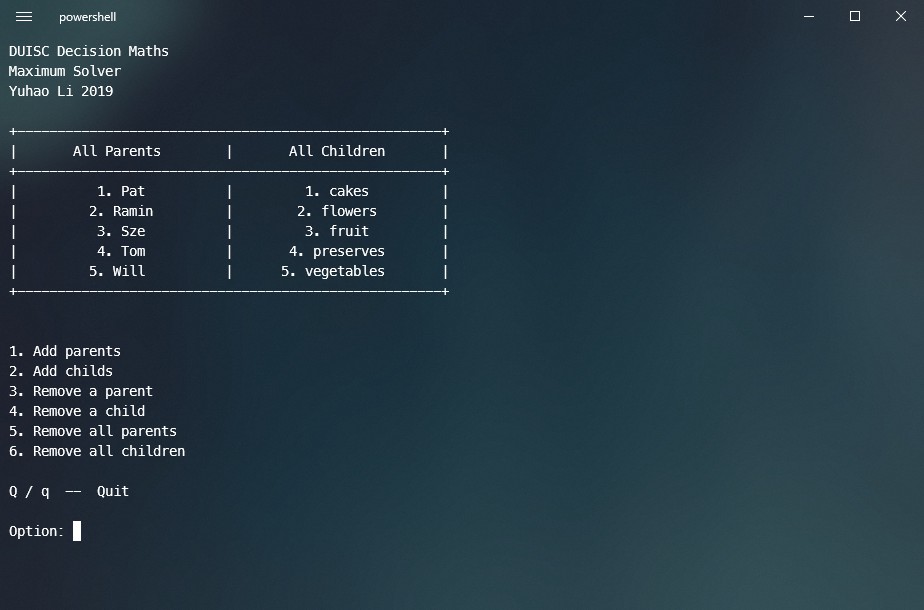 powershell
DUISC Decision Maths
Maximum Solver
Yuhao Li 2019
+-----------------------------------------------------+
| All Parents | All Children |
+-----------------------------------------------------+
| 1. Pat | 1. cakes |
| 2. Ramin | 2. flowers |
| 3. Sze | 3. fruit |
| 4. Tom | 4. preserves |
| 5. Will | 5. vegetables |
+-----------------------------------------------------+
1. Add parents
2. Add childs
3. Remove a parent
4. Remove a child
5. Remove all parents
6. Remove all children
Q / q -- Quit
Option: